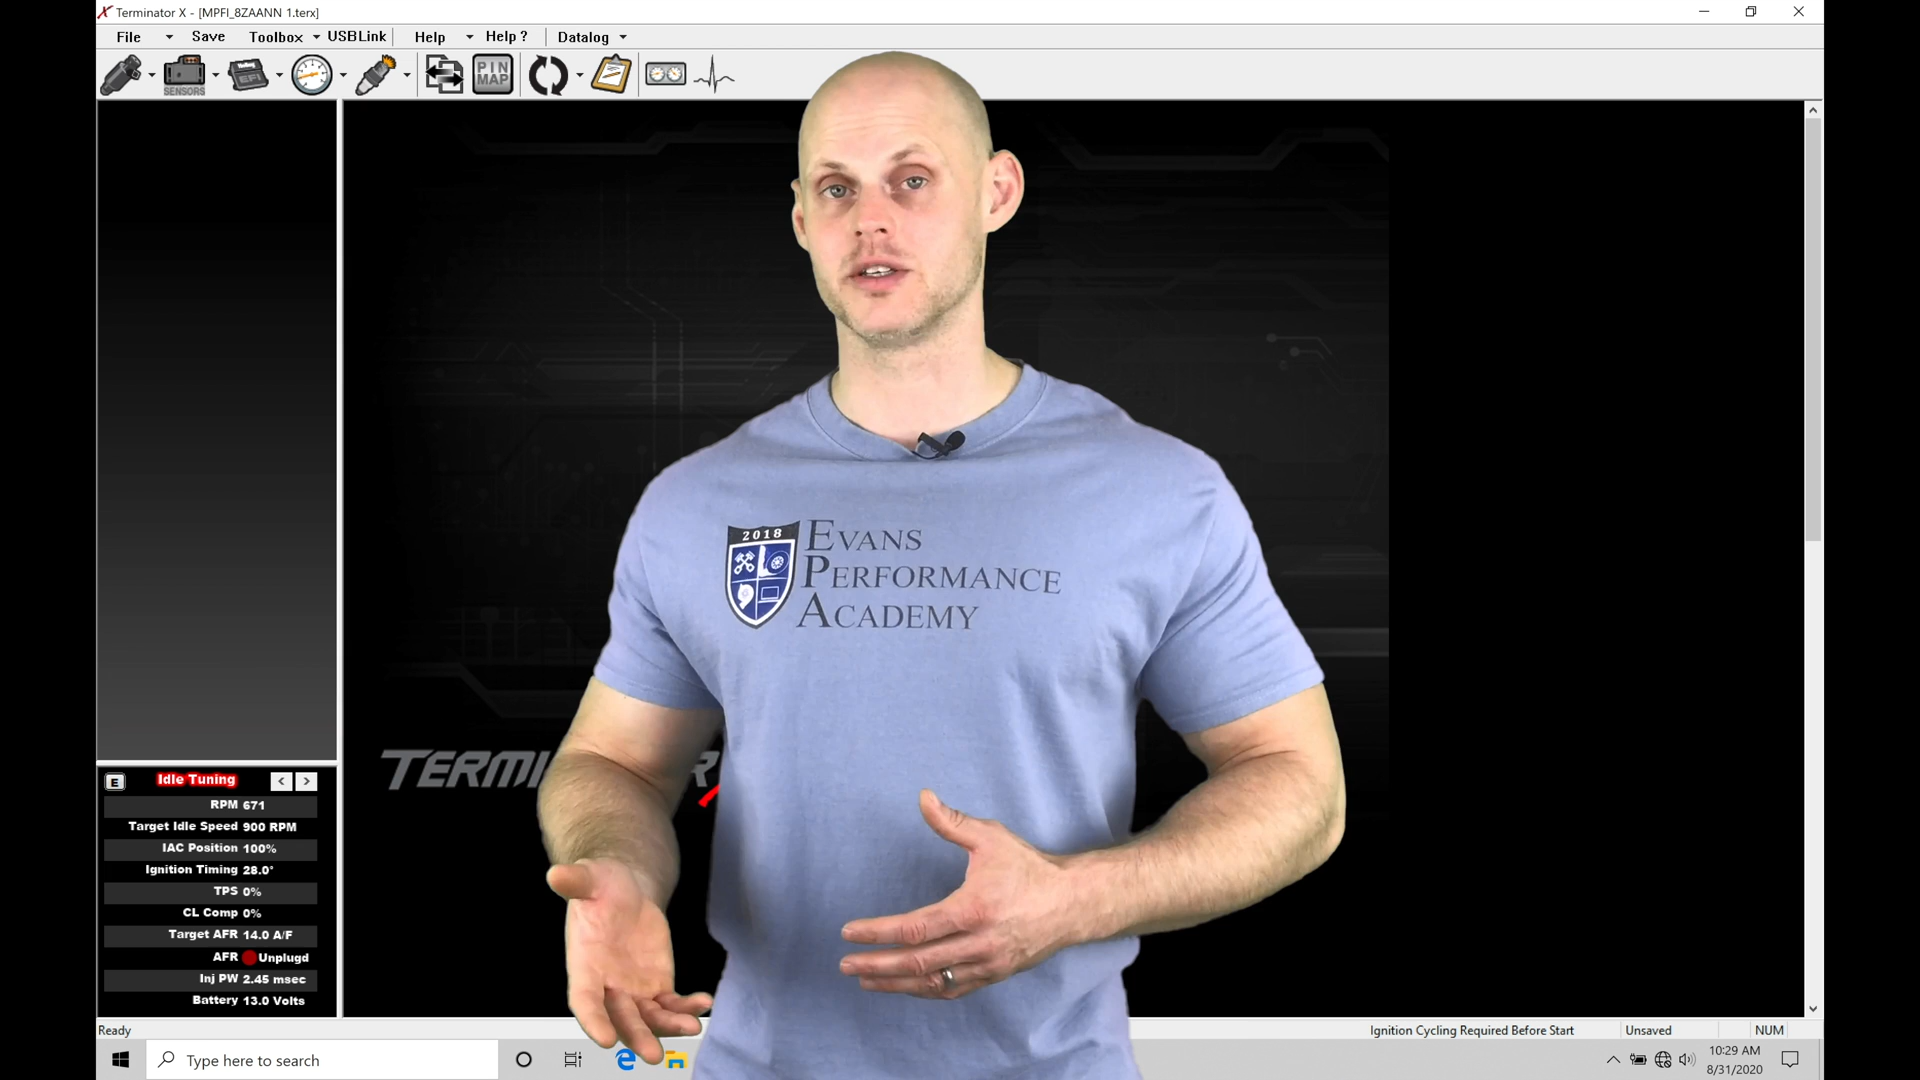 Terminator X - [MPFI_8ZAANN 1.terx]
File Save Toolbox USBLink Help Help ? Datalog
SENSORS
Holley
EFI
PIN
MAP
2018
EVANS
PERFORMANCE
ACADEMY
TERMI R
E Idle Tuning < >
RPM 671
Target Idle Speed 900 RPM
IAC Position 100%
Ignition Timing 28.0°
TPS 0%
CL Comp 0%
Target AFR 14.0 A/F
AFR Unplugd
Inj PW 2.45 msec
Battery 13.0 Volts
Ready Ignition Cycling Required Before Start Unsaved NUM
Type here to search
10:29 AM
8/31/2020